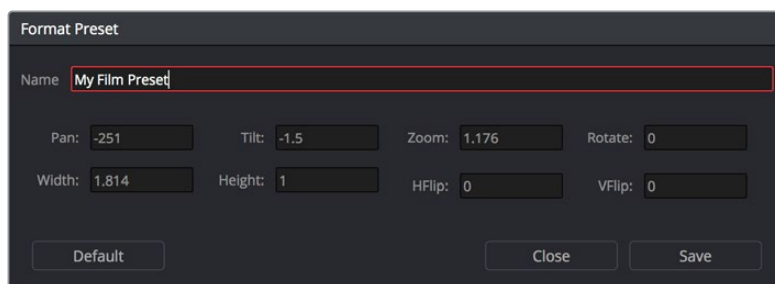 Format Preset
Name My Film Preset
Pan: -251 Tilt: -1.5 Zoom: 1.176 Rotate: 0
Width: 1.814 Height: 1 HFlip: 0 VFlip: 0
Default Close Save